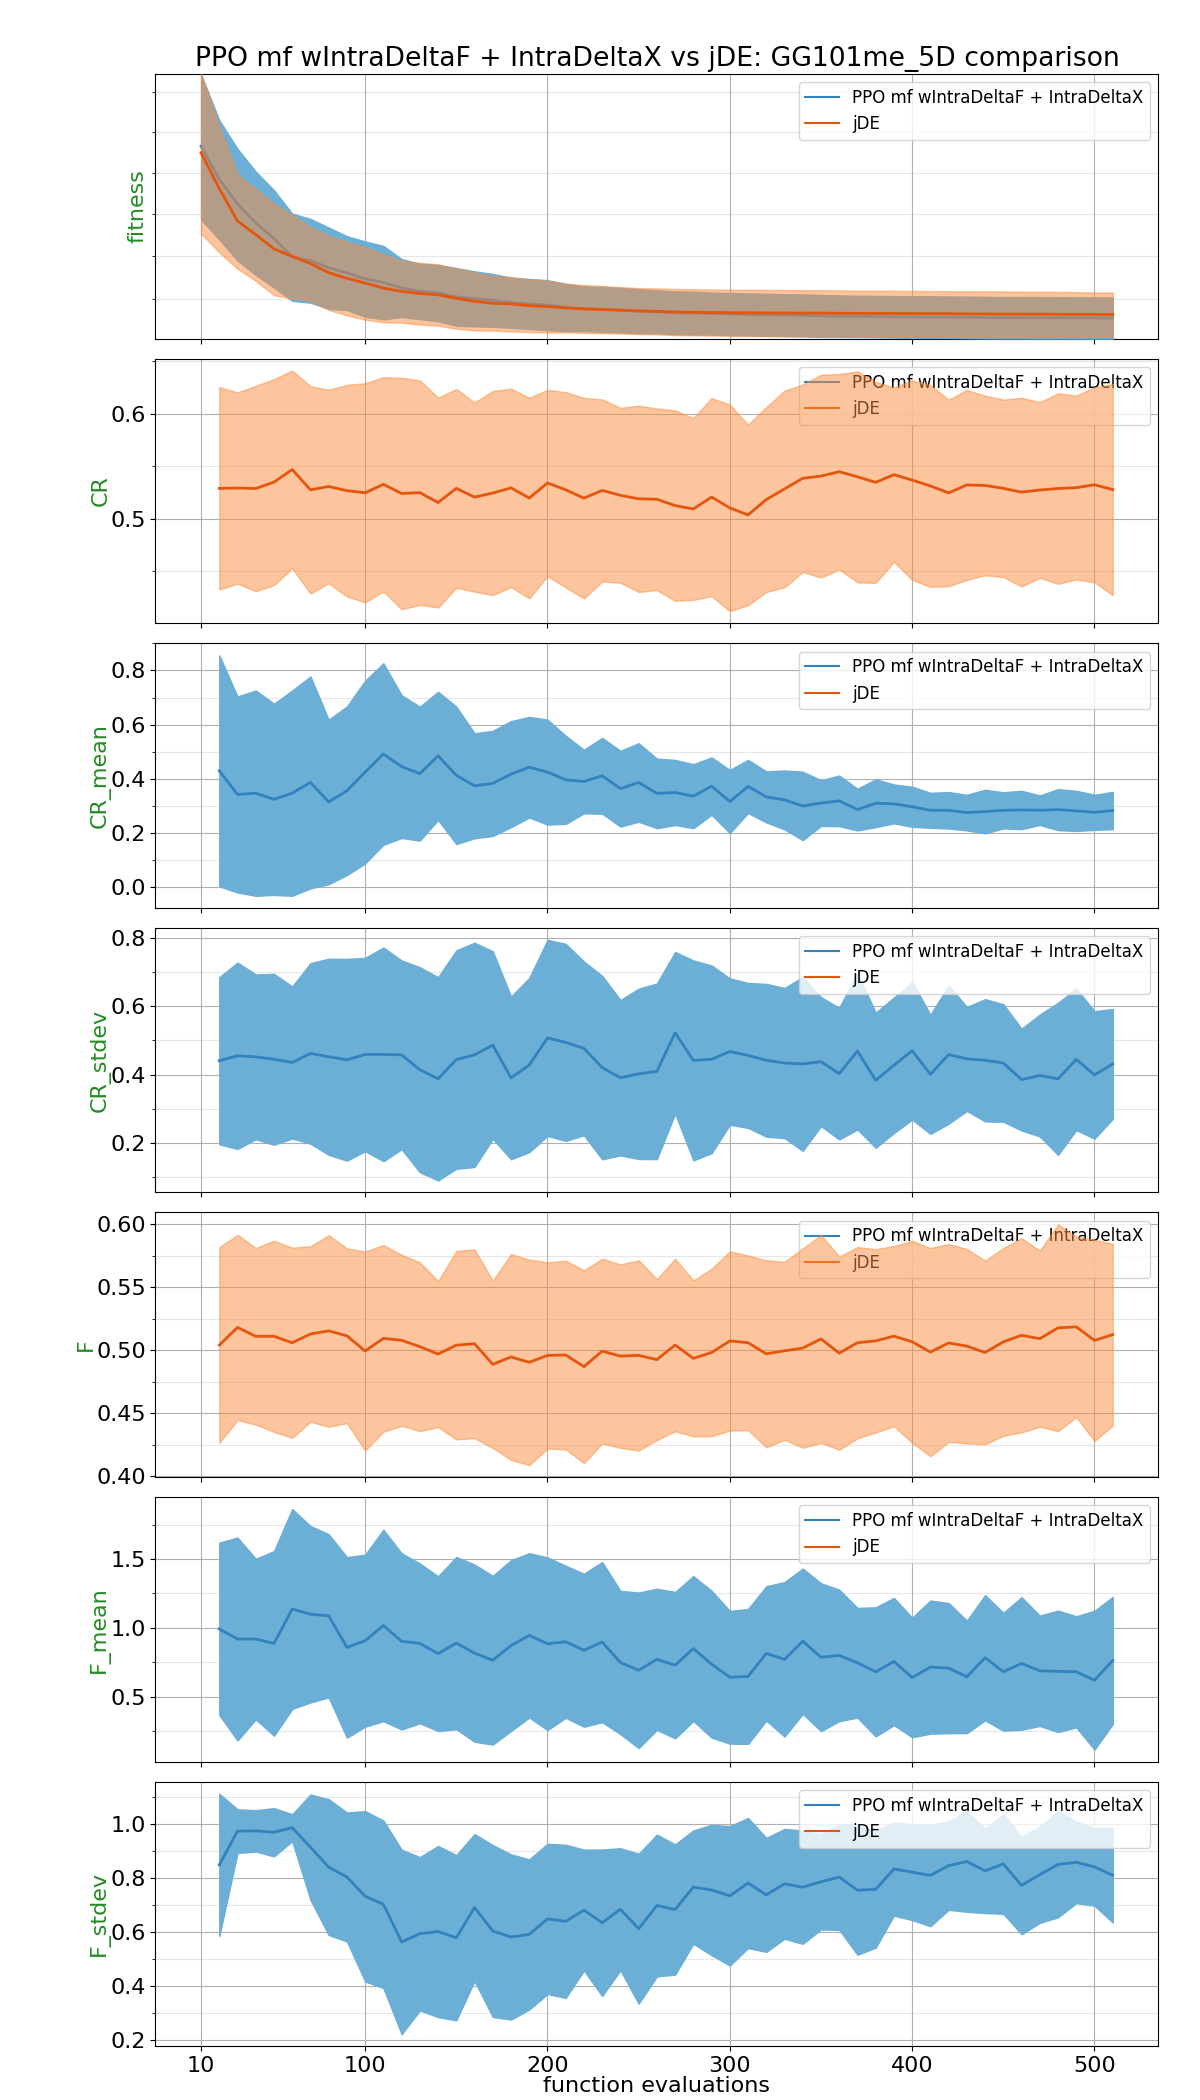 PPO mf wIntraDeltaF + IntraDeltaX vs jDE: GG101me_5D comparison
fitness
PPO mf wIntraDeltaF + IntraDeltaX
jDE
CR
0.6
0.5
PPO mf wIntraDeltaF + IntraDeltaX
jDE
CR_mean
0.8
0.6
0.4
0.2
0.0
PPO mf wIntraDeltaF + IntraDeltaX
jDE
CR_stdev
0.8
0.6
0.4
0.2
PPO mf wIntraDeltaF + IntraDeltaX
jDE
F
0.60
0.55
0.50
0.45
0.40
PPO mf wIntraDeltaF + IntraDeltaX
jDE
F_mean
1.5
1.0
0.5
PPO mf wIntraDeltaF + IntraDeltaX
jDE
F_stdev
1.0
0.8
0.6
0.4
0.2
PPO mf wIntraDeltaF + IntraDeltaX
jDE
10 100 200 300 400 500
function evaluations